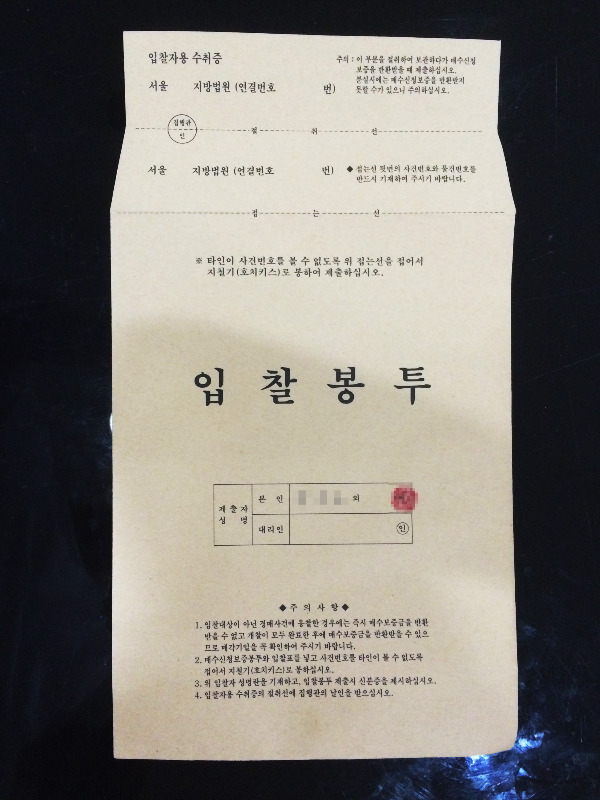 입찰자용 수취증
주의 : 이 부분을 절취하여 보관하다가 매수신청
보증을 반환받을 때 제출하십시오.
분실시에는 매수신청보증을 반환받지
못할 수가 있으니 주의하십시오.
서울 지방법원 (연결번호 번)
집행관
인
절 취 선
서울 지방법원 (연결번호 번)
◆ 접는선 뒷면의 사건번호와 물건번호를
반드시 기재하여 주시기 바랍니다.
접 는 선
※ 타인이 사건번호를 볼 수 없도록 위 접는선을 접어서
지철기(호치키스)로 봉하여 제출하십시오.
입 찰 봉 투
제출자
성 명
본 인 외
대리인 인
◆ 주 의 사 항 ◆
1. 입찰대상이 아닌 경매사건에 응찰한 경우에는 즉시 매수보증금을 반환
받을 수 없고 개찰이 모두 완료한 후에 매수보증금을 반환받을 수 있으
므로 매각기일을 꼭 확인하여 주시기 바랍니다.
2. 매수신청보증봉투와 입찰표를 넣고 사건번호를 타인이 볼 수 없도록
접어서 지철기(호치키스)로 봉하십시오.
3. 위 입찰자 성명란을 기재하고, 입찰봉투 제출시 신분증을 제시하십시오.
4. 입찰자용 수취증의 절취선에 집행관의 날인을 받으십시오.